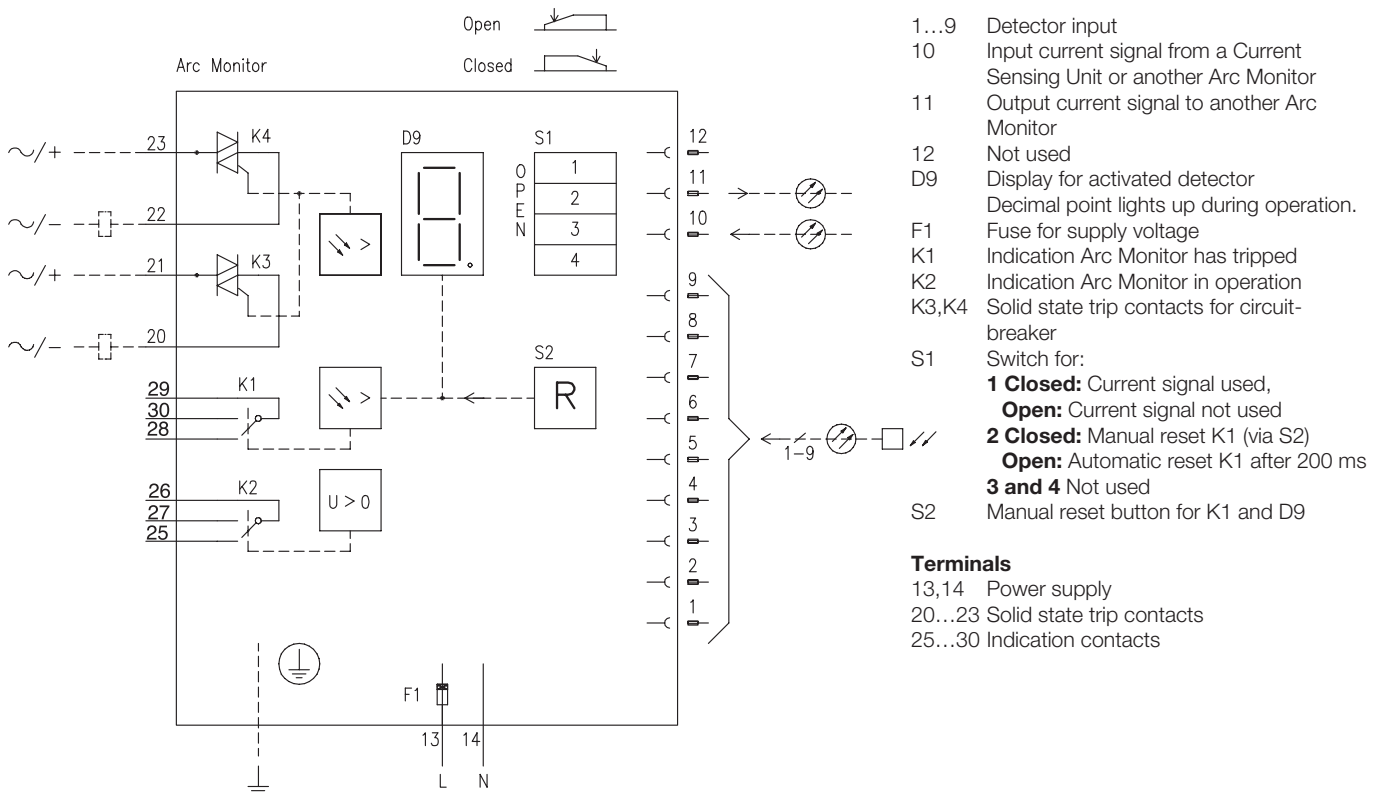 Open
Closed
Arc Monitor
23
K4
D9
S1
12
~/+
O
P
E
N
1
2
3
4
11
22
10
~/-
>
21
K3
9
~/+
8
20
S2
~/-
7
R
29
K1
>
6
30
28
5
1-9
26
K2
U > 0
4
27
25
3
2
1
F1
13
14
L
N
1…9 Detector input
10 Input current signal from a Current
Sensing Unit or another Arc Monitor
11 Output current signal to another Arc
Monitor
12 Not used
D9 Display for activated detector
Decimal point lights up during operation.
F1 Fuse for supply voltage
K1 Indication Arc Monitor has tripped
K2 Indication Arc Monitor in operation
K3,K4 Solid state trip contacts for circuit-
breaker
S1 Switch for:
1 Closed: Current signal used,
Open: Current signal not used
2 Closed: Manual reset K1 (via S2)
Open: Automatic reset K1 after 200 ms
3 and 4 Not used
S2 Manual reset button for K1 and D9
Terminals
13,14 Power supply
20…23 Solid state trip contacts
25…30 Indication contacts